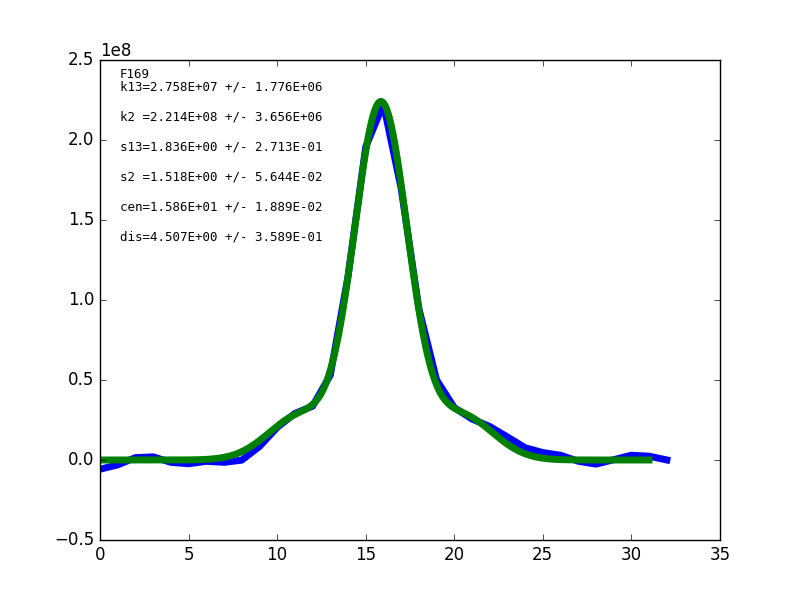 1e8
2.5
2.0
1.5
1.0
0.5
0.0
−0.5
F169
k13=2.758E+07 +/- 1.776E+06
k2 =2.214E+08 +/- 3.656E+06
s13=1.836E+00 +/- 2.713E-01
s2 =1.518E+00 +/- 5.644E-02
cen=1.586E+01 +/- 1.889E-02
dis=4.507E+00 +/- 3.589E-01
0 5 10 15 20 25 30 35